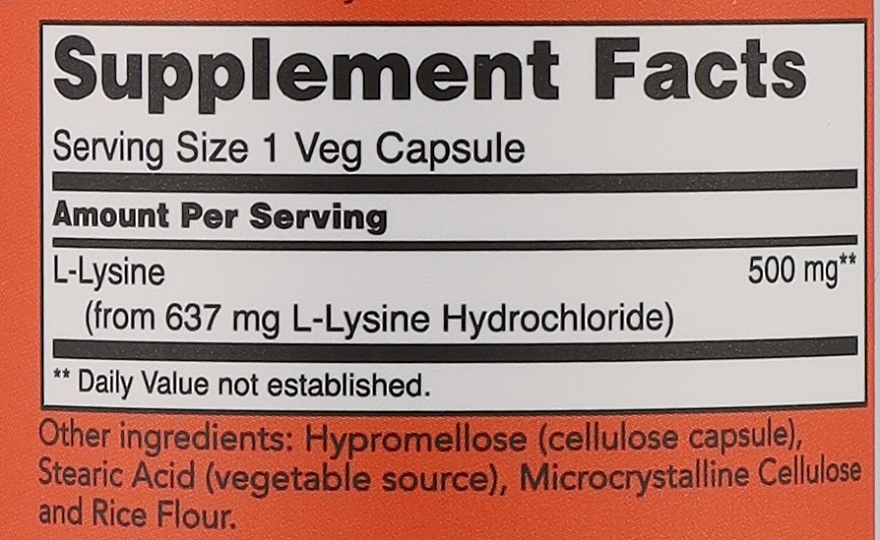 Supplement Facts
Serving Size 1 Veg Capsule
Amount Per Serving
L-Lysine 500 mg**
(from 637 mg L-Lysine Hydrochloride)
** Daily Value not established.
Other ingredients: Hypromellose (cellulose capsule),
Stearic Acid (vegetable source), Microcrystalline Cellulose
and Rice Flour.